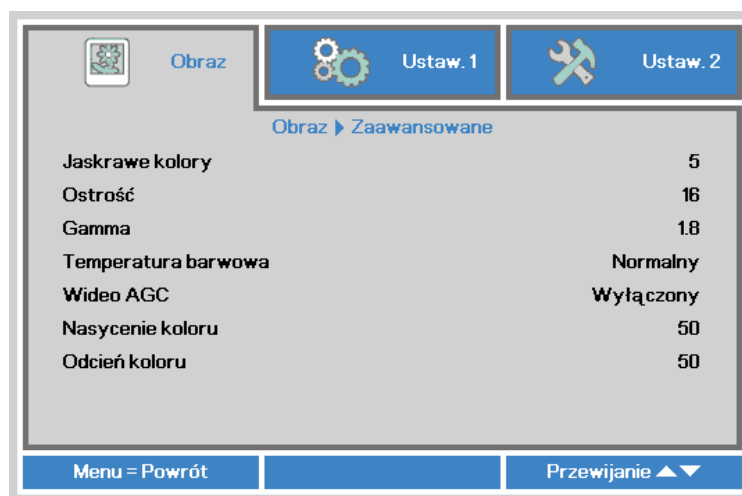 Obraz
Ustaw. 1
Ustaw. 2
Obraz ▶ Zaawansowane
Jaskrawe kolory 5
Ostrość 16
Gamma 1.8
Temperatura barwowa Normalny
Wideo AGC Wyłączony
Nasycenie koloru 50
Odcień koloru 50
Menu = Powrót
Przewijanie ▲▼